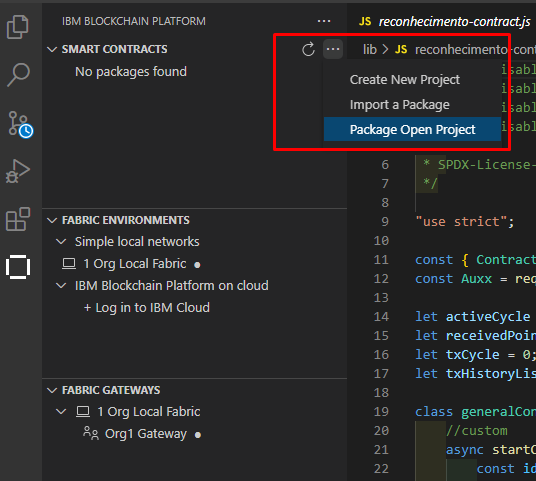 IBM BLOCKCHAIN PLATFORM
SMART CONTRACTS
No packages found
Create New Project
Import a Package
Package Open Project
FABRIC ENVIRONMENTS
Simple local networks
1 Org Local Fabric ●
IBM Blockchain Platform on cloud
+ Log in to IBM Cloud
FABRIC GATEWAYS
1 Org Local Fabric
Org1 Gateway ●
JS reconhecimento-contract.js
lib > JS reconhecimento-cont
isabl
isabl
isabl
isabl
6 * SPDX-License-
7 */
8
9 "use strict";
10
11 const { Contract
12 const Auxx = req
13
14 let activeCycle
15 let receivedPoin
16 let txCycle = 0;
17 let txHistoryLis
18
19 class generalCon
20 //custom
21 async startC
22 const id